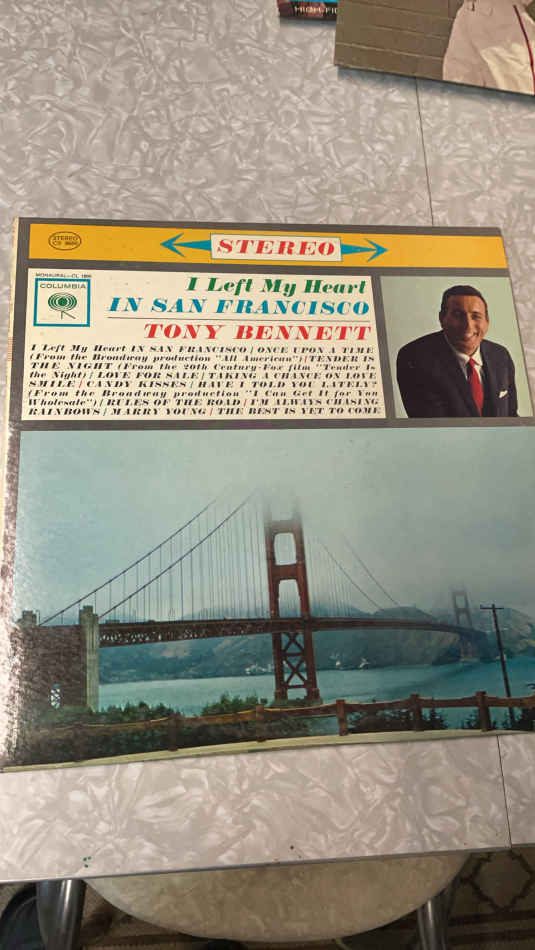 HIGH-FID
STEREO
CS 8669
STEREO
MONAURAL—CL 1869
COLUMBIA
I Left My Heart
IN SAN FRANCISCO
TONY BENNETT
I Left My Heart IN SAN FRANCISCO / ONCE UPON A TIME
(From the Broadway production "All American") / TENDER IS
THE NIGHT (From the 20th Century-Fox film "Tender Is
the Night) / LOVE FOR SALE / TAKING A CHANCE ON LOVE
SMILE / CANDY KISSES / HAVE I TOLD YOU LATELY?
(From the Broadway production "I Can Get It for You
Wholesale") / RULES OF THE ROAD / I'M ALWAYS CHASING
RAINBOWS / MARRY YOUNG / THE BEST IS YET TO COME